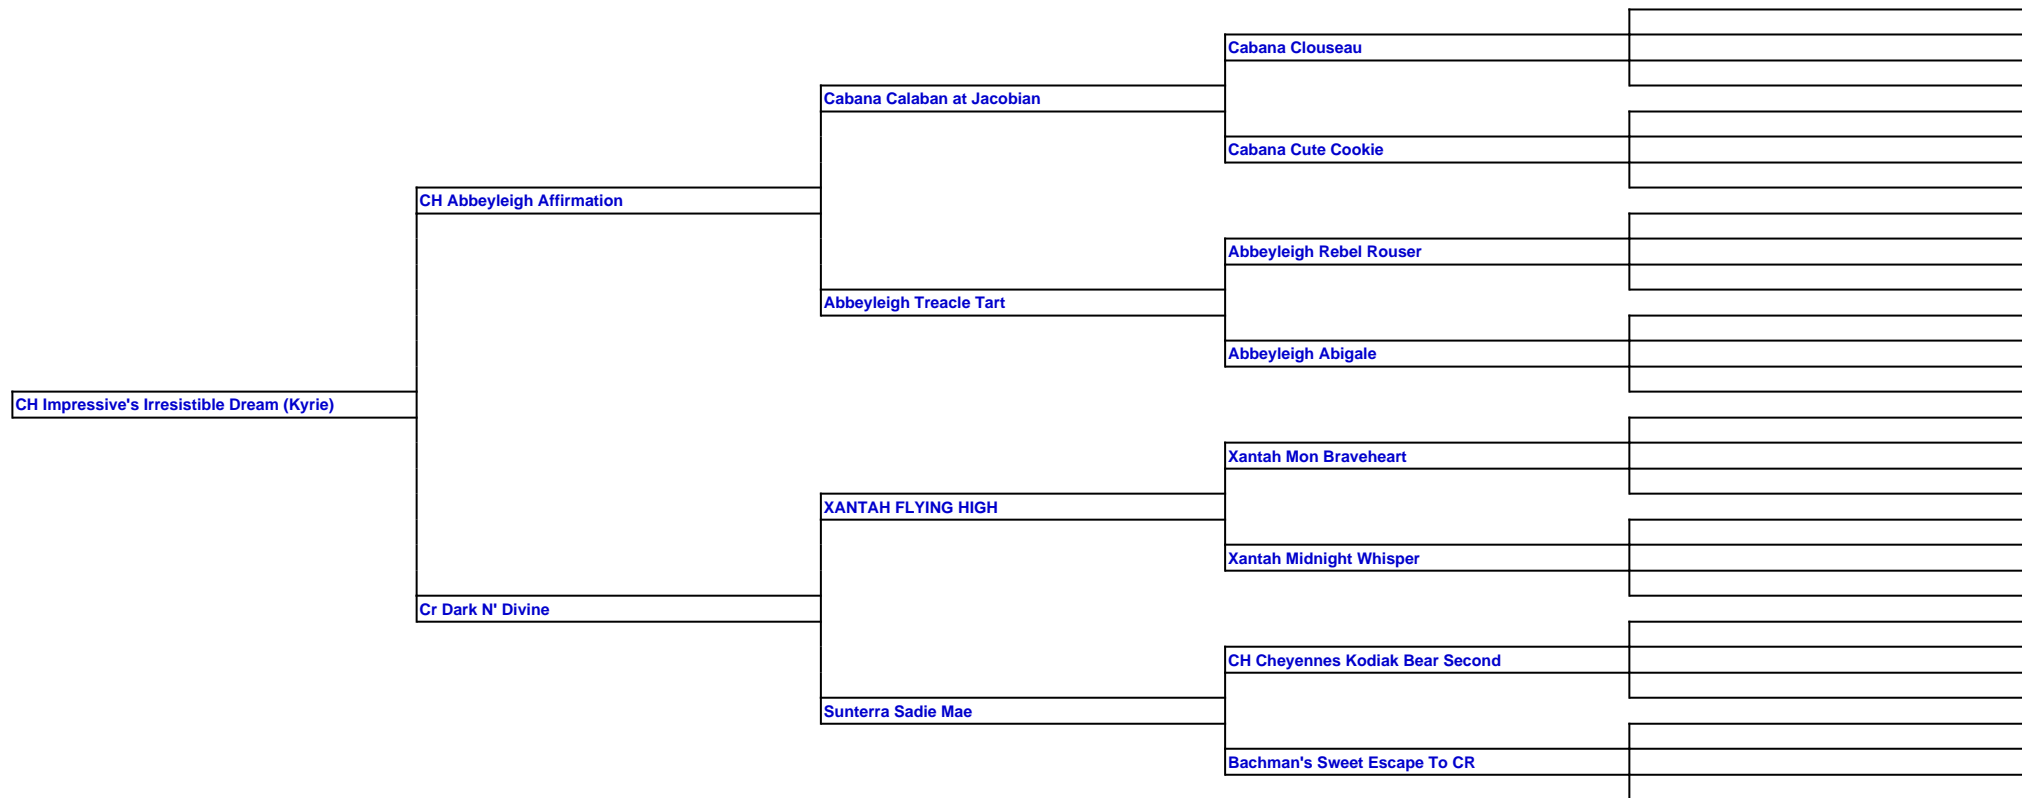 Cabana Clouseau
Cabana Calaban at Jacobian
Cabana Cute Cookie
CH Abbeyleigh Affirmation
Abbeyleigh Rebel Rouser
Abbeyleigh Treacle Tart
Abbeyleigh Abigale
CH Impressive's Irresistible Dream (Kyrie)
Xantah Mon Braveheart
XANTAH FLYING HIGH
Xantah Midnight Whisper
Cr Dark N' Divine
CH Cheyennes Kodiak Bear Second
Sunterra Sadie Mae
Bachman's Sweet Escape To CR